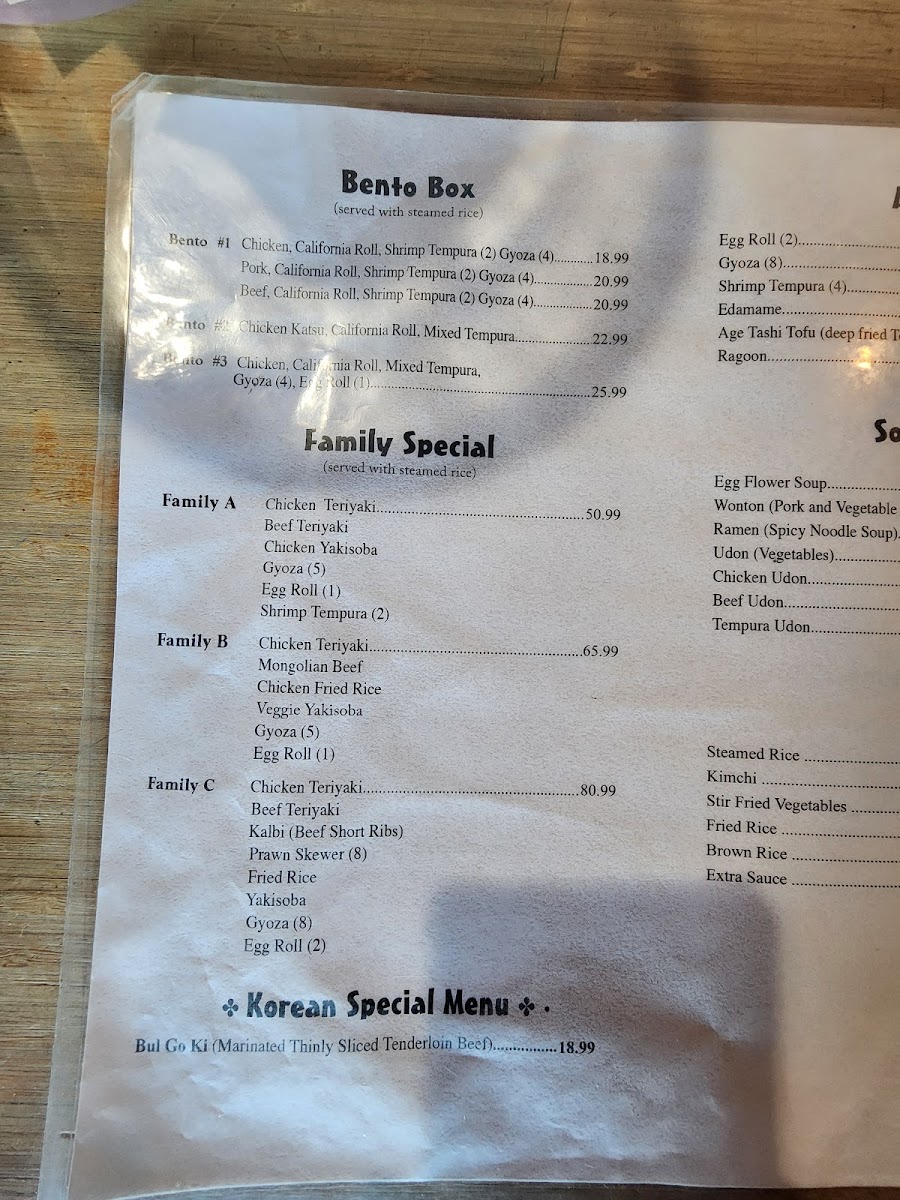 Bento Box
(served with steamed rice)
Bento #1 Chicken, California Roll, Shrimp Tempura (2) Gyoza (4)............18.99
Pork, California Roll, Shrimp Tempura (2) Gyoza (4).......................20.99
Beef, California Roll, Shrimp Tempura (2) Gyoza (4).......................20.99
Bento #2 Chicken Katsu, California Roll, Mixed Tempura.....................22.99
Bento #3 Chicken, California Roll, Mixed Tempura,
Gyoza (4), Egg Roll (1)...........................................................25.99
Family Special
(served with steamed rice)
Family A Chicken Teriyaki......................................................50.99
Beef Teriyaki
Chicken Yakisoba
Gyoza (5)
Egg Roll (1)
Shrimp Tempura (2)
Family B Chicken Teriyaki.......................................................65.99
Mongolian Beef
Chicken Fried Rice
Veggie Yakisoba
Gyoza (5)
Egg Roll (1)
Family C Chicken Teriyaki.........................................................80.99
Beef Teriyaki
Kalbi (Beef Short Ribs)
Prawn Skewer (8)
Fried Rice
Yakisoba
Gyoza (8)
Egg Roll (2)
Korean Special Menu
Bul Go Ki (Marinated Thinly Sliced Tenderloin Beef)................18.99
Egg Roll (2)..........................
Gyoza (8)..............................
Shrimp Tempura (4)..............
Edamame..............................
Age Tashi Tofu (deep fried
Ragoon.................................
Egg Flower Soup...................
Wonton (Pork and Vegetable
Ramen (Spicy Noodle Soup).
Udon (Vegetables).................
Chicken Udon.......................
Beef Udon............................
Tempura Udon......................
Steamed Rice .........................
Kimchi ...................................
Stir Fried Vegetables .............
Fried Rice ..............................
Brown Rice ............................
Extra Sauce ............................